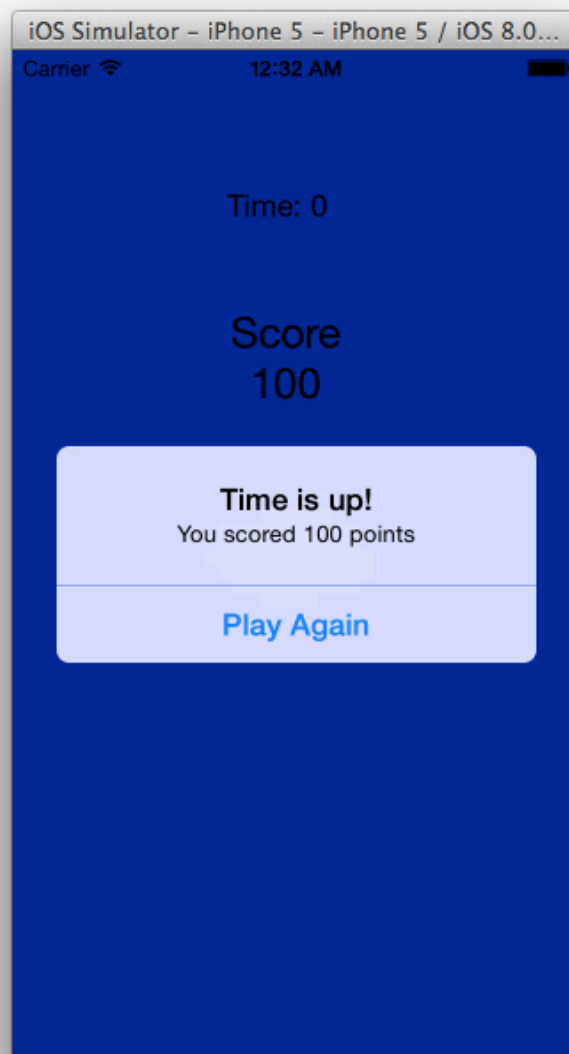 iOS Simulator – iPhone 5 – iPhone 5 / iOS 8.0...
Carrier 12:32 AM
Time: 0
Score
100
Time is up!
You scored 100 points
Play Again